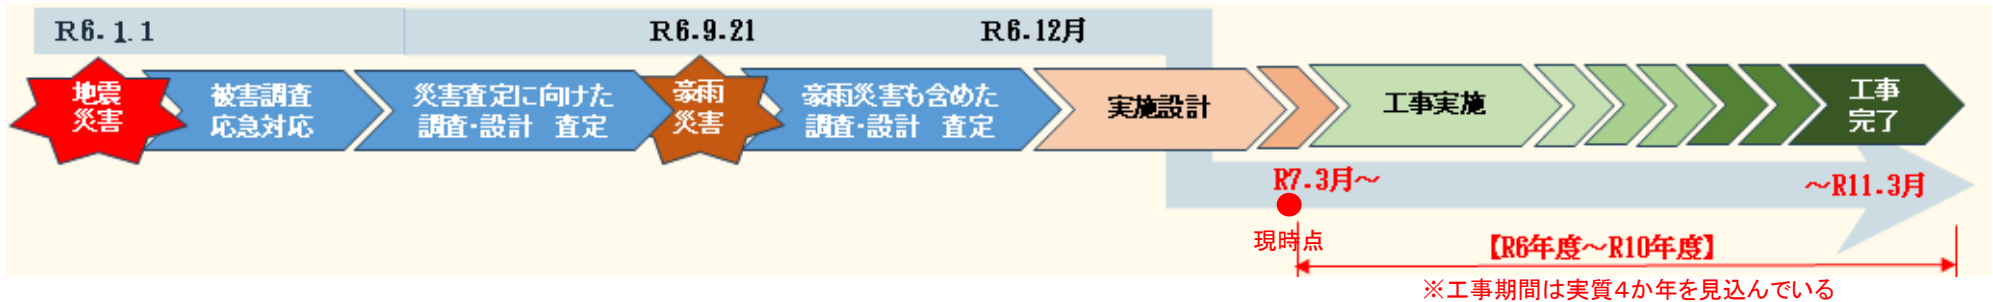 R6.1.1
R6.9.21
R6.12月
地震
災害
被害調査
応急対応
災害査定に向けた
調査・設計　査定
豪雨
災害
豪雨災害も含めた
調査・設計　査定
実施設計
工事実施
工事
完了
R7.3月～
～R11.3月
現時点
【R6年度～R10年度】
※工事期間は実質4か年を見込んでいる